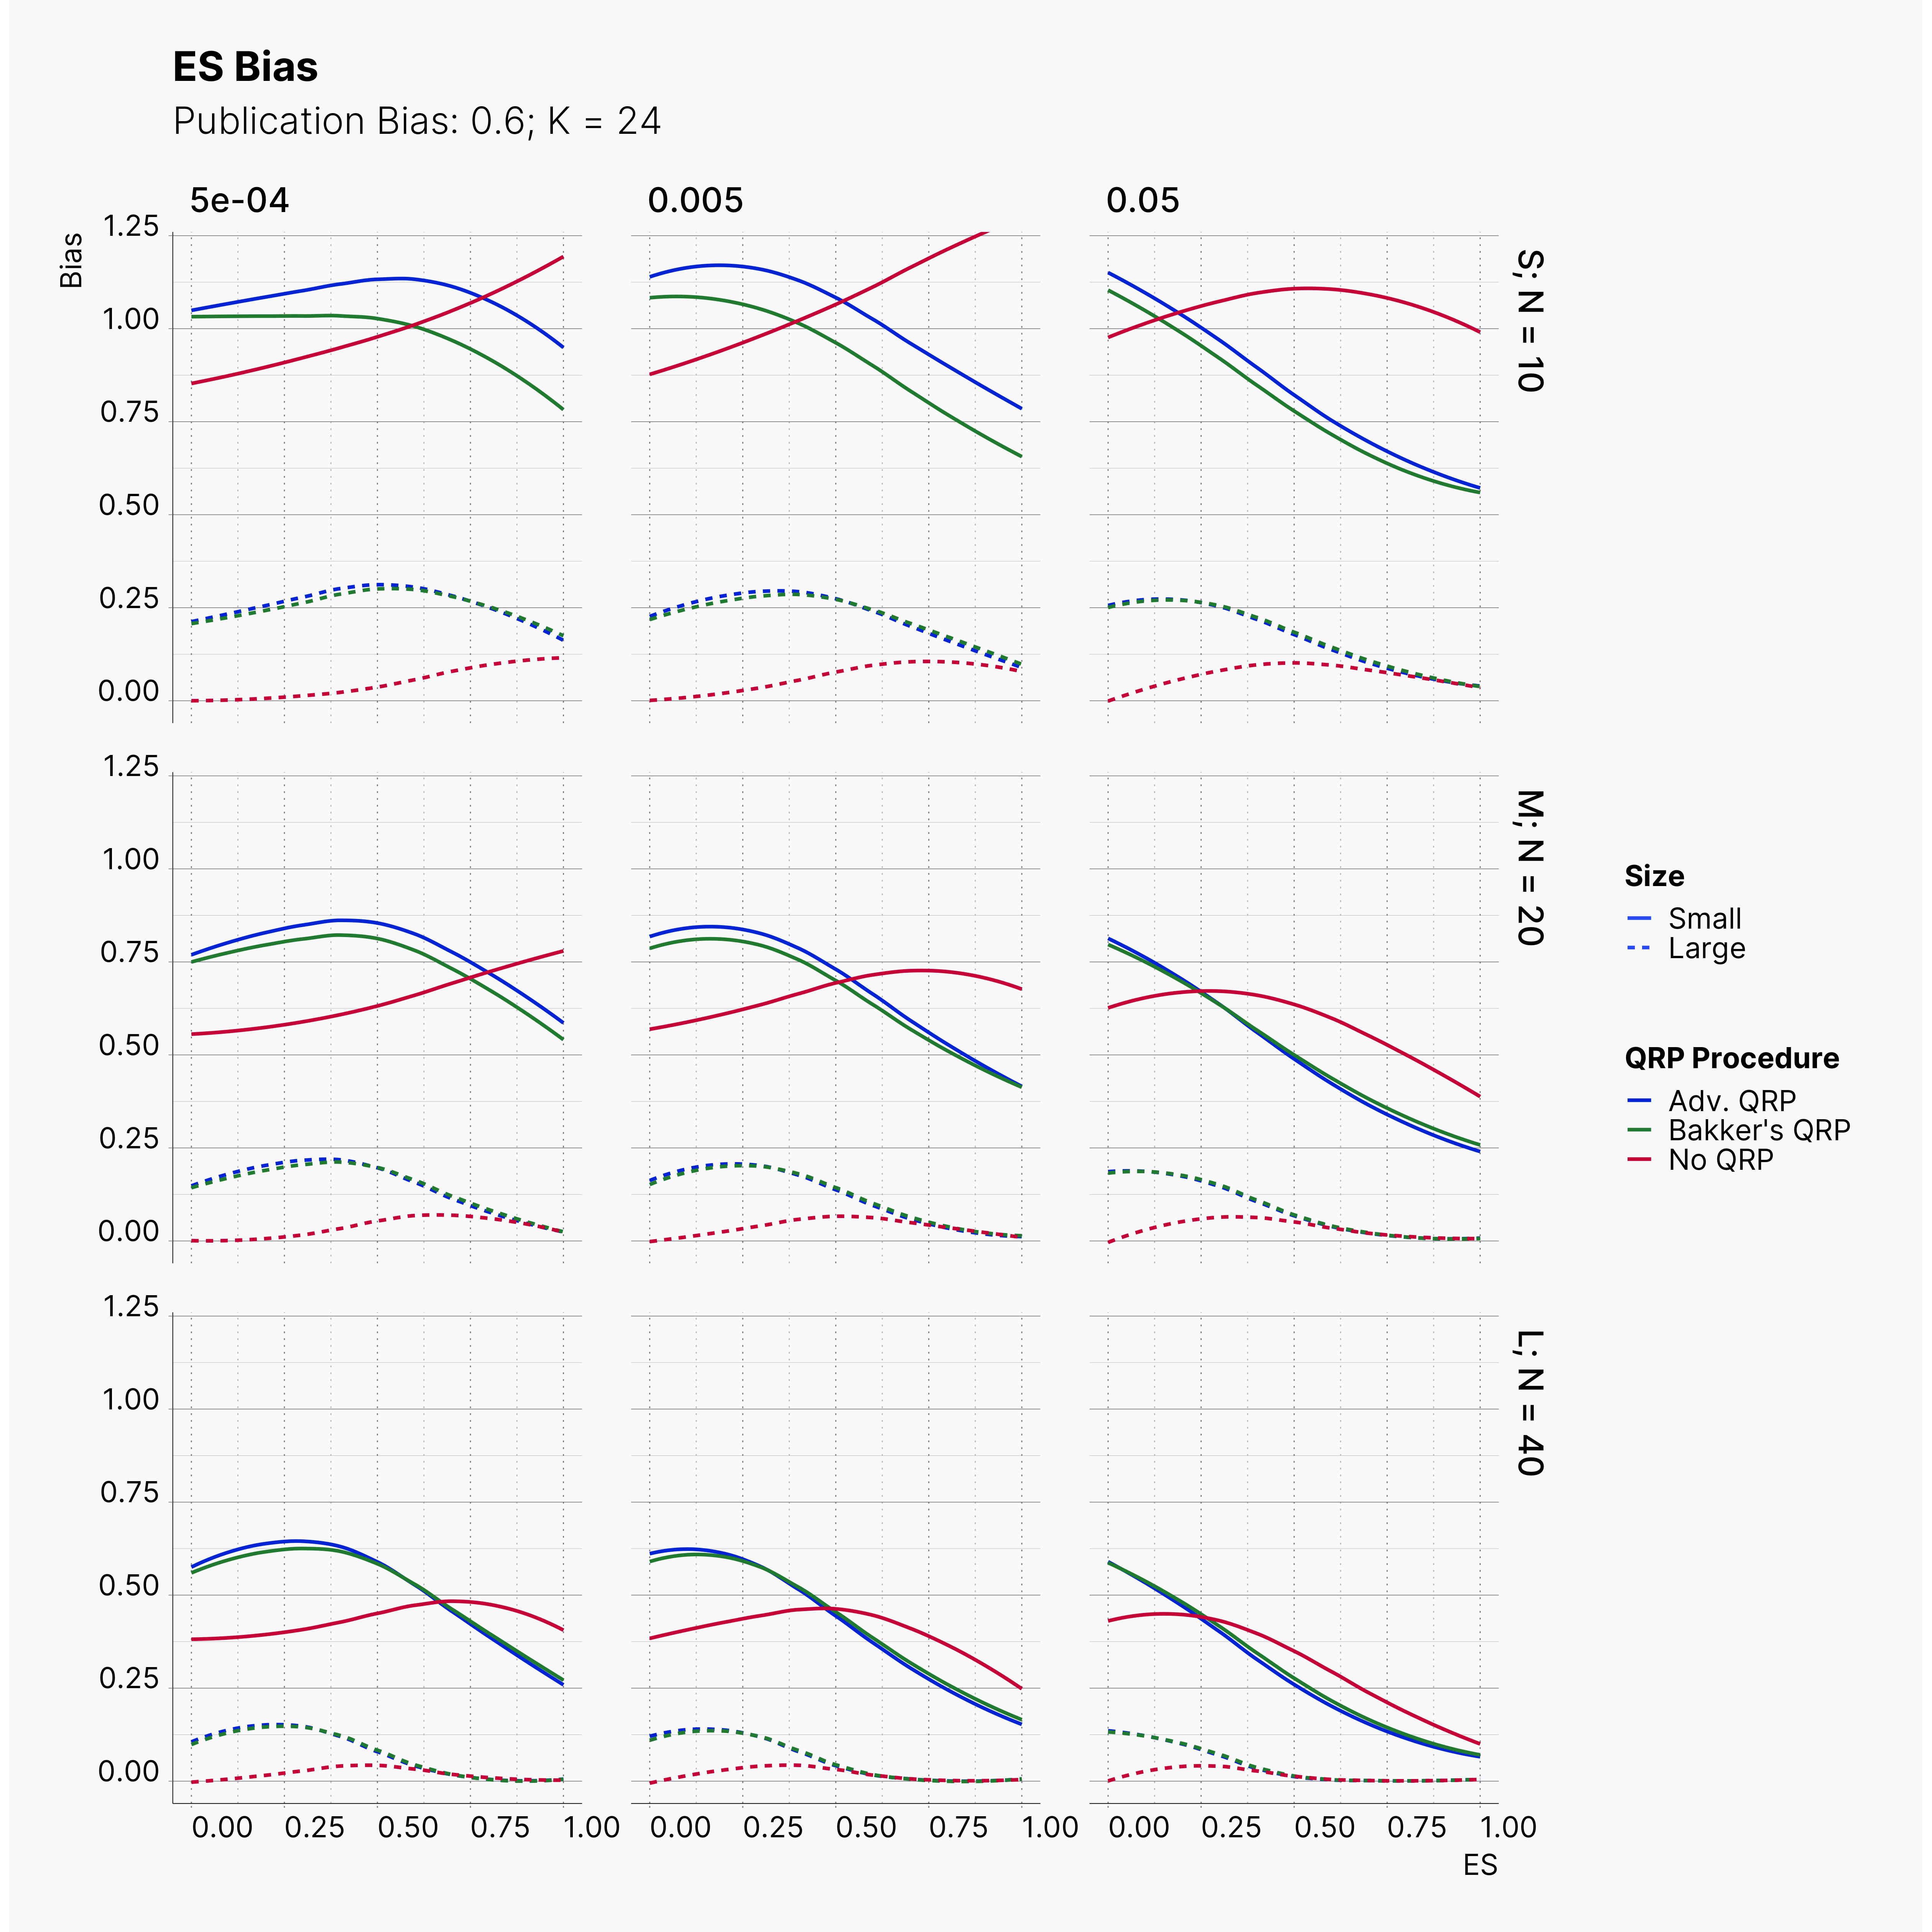 ES Bias
Publication Bias: 0.6; K = 24
5e-04
0.005
0.05
Bias
1.25
1.00
0.75
0.50
0.25
0.00
S; N = 10
1.25
1.00
0.75
0.50
0.25
0.00
M; N = 20
1.25
1.00
0.75
0.50
0.25
0.00
L; N = 40
0.00 0.25 0.50 0.75 1.00 0.00 0.25 0.50 0.75 1.00 0.00 0.25 0.50 0.75 1.00
ES
Size
Small
Large
QRP Procedure
Adv. QRP
Bakker's QRP
No QRP